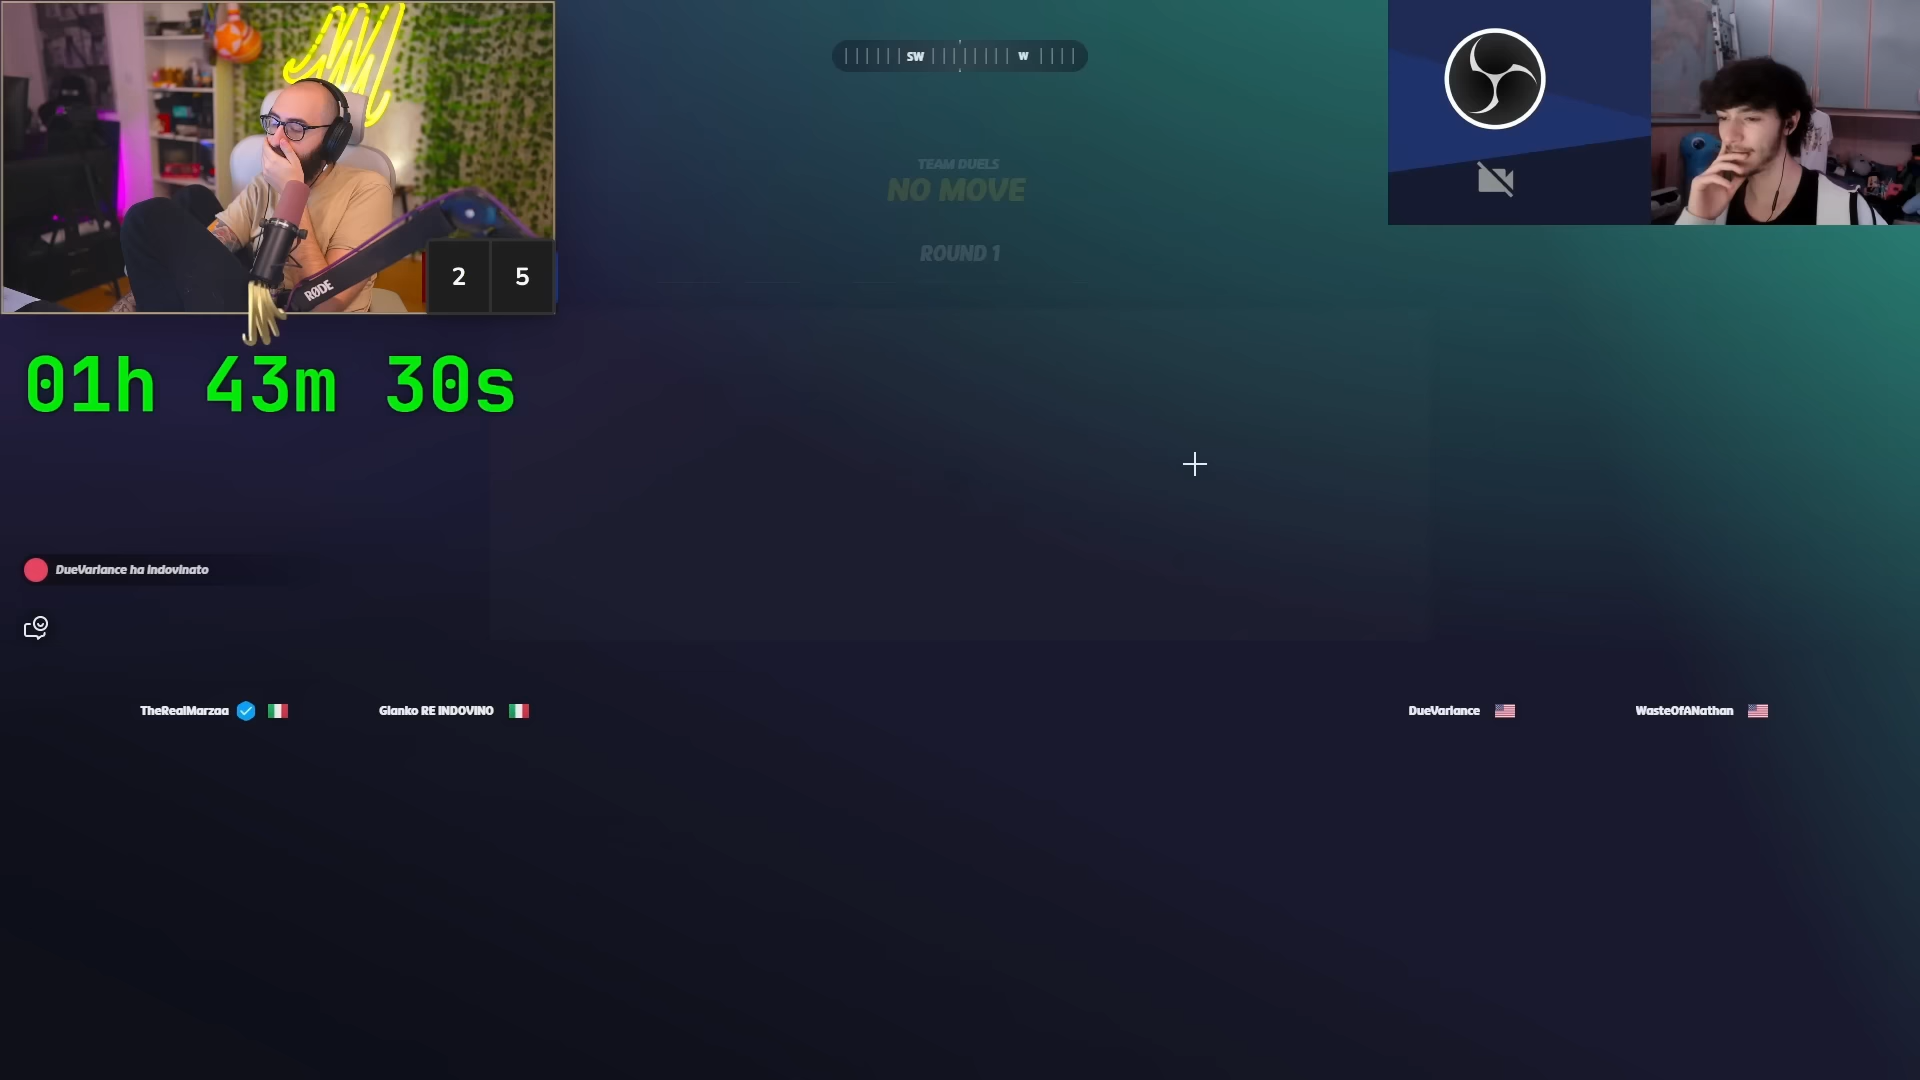 SW
W
TEAM DUELS
NO MOVE
ROUND 1
2
5
RØDE
01h 43m 30s
DueVariance ha indovinato
TheRealMarzaa
Gianko RE INDOVINO
DueVariance
WasteOfANathan